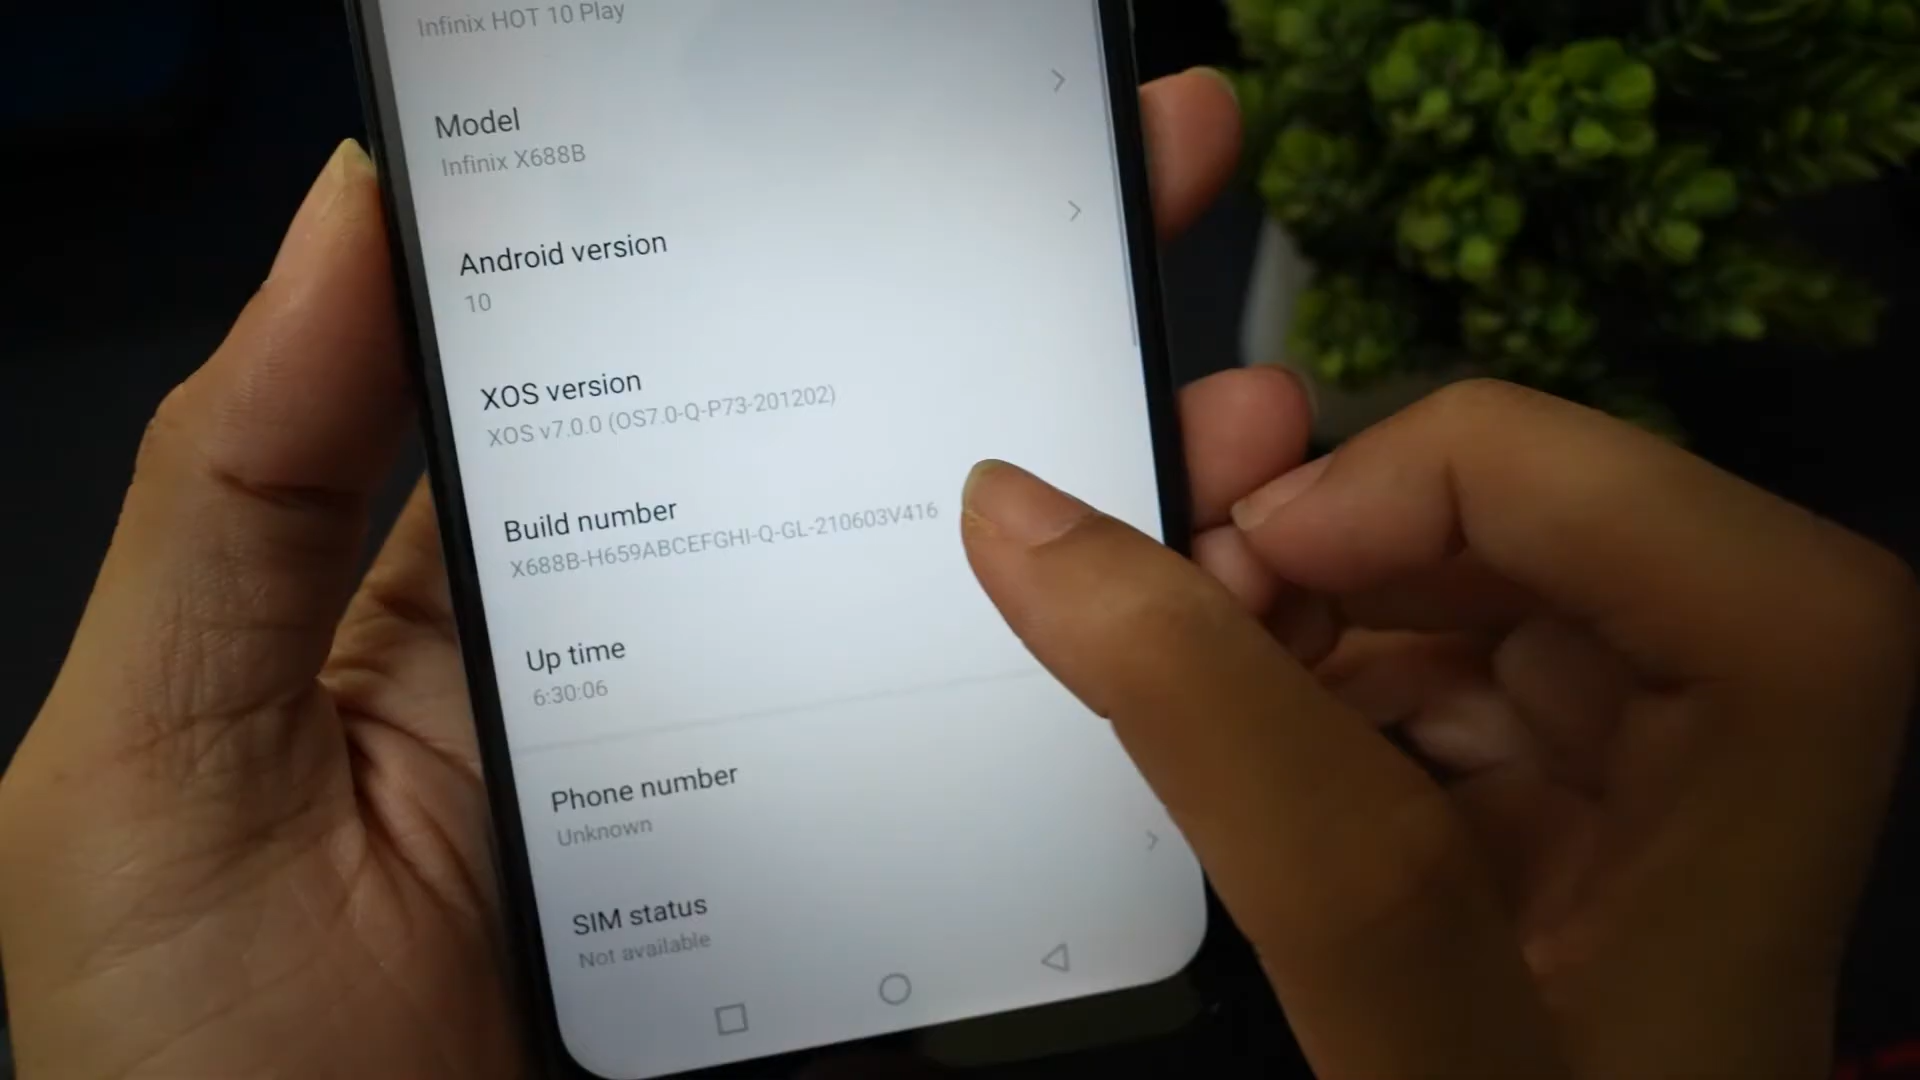 Infinix HOT 10 Play
Model
Infinix X688B
Android version
10
XOS version
XOS v7.0.0 (OS7.0-Q-P73-201202)
Build number
X688B-H659ABCEFGHI-Q-GL-210603V416
Up time
6:30:06
Phone number
Unknown
SIM status
Not available